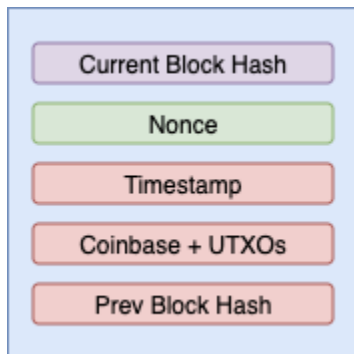 Current Block Hash
Nonce
Timestamp
Coinbase + UTXOs
Prev Block Hash